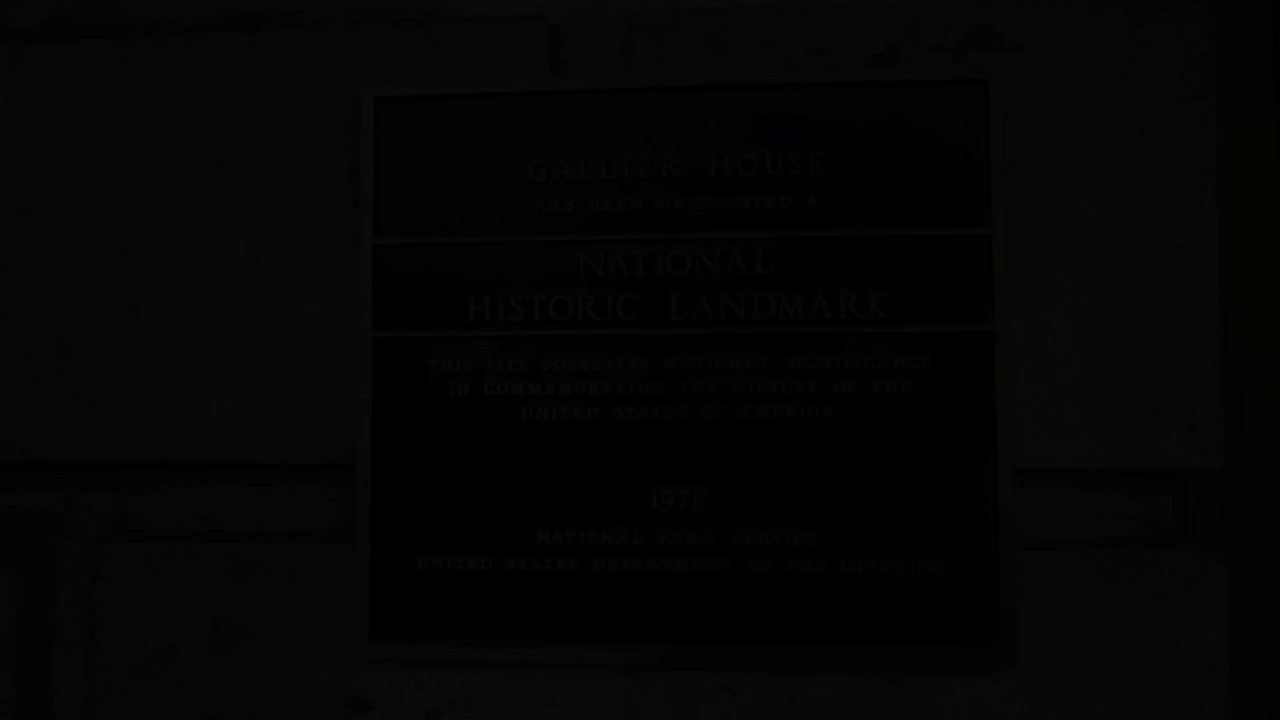 GALLIER HOUSE
HAS BEEN DESIGNATED A
NATIONAL
HISTORIC LANDMARK
THIS SITE POSSESSES NATIONAL SIGNIFICANCE
IN COMMEMORATING THE HISTORY OF THE
UNITED STATES OF AMERICA
1975
NATIONAL PARK SERVICE
UNITED STATES DEPARTMENT OF THE INTERIOR